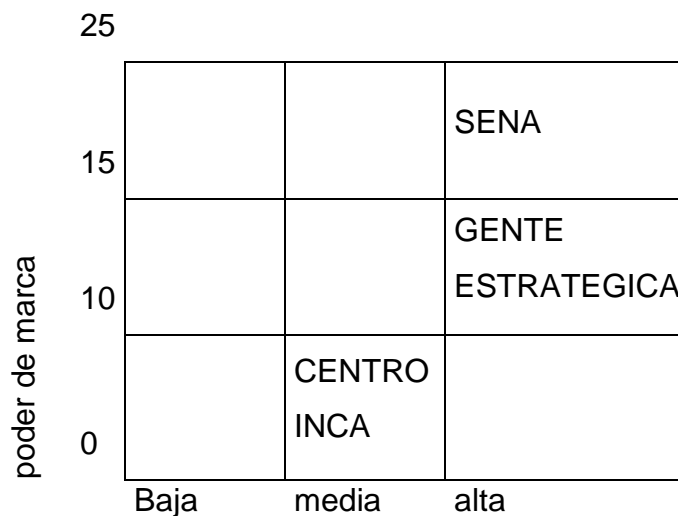 25
SENA
15
GENTE
ESTRATEGICA
10
CENTRO
INCA
0
poder de marca
Baja media alta